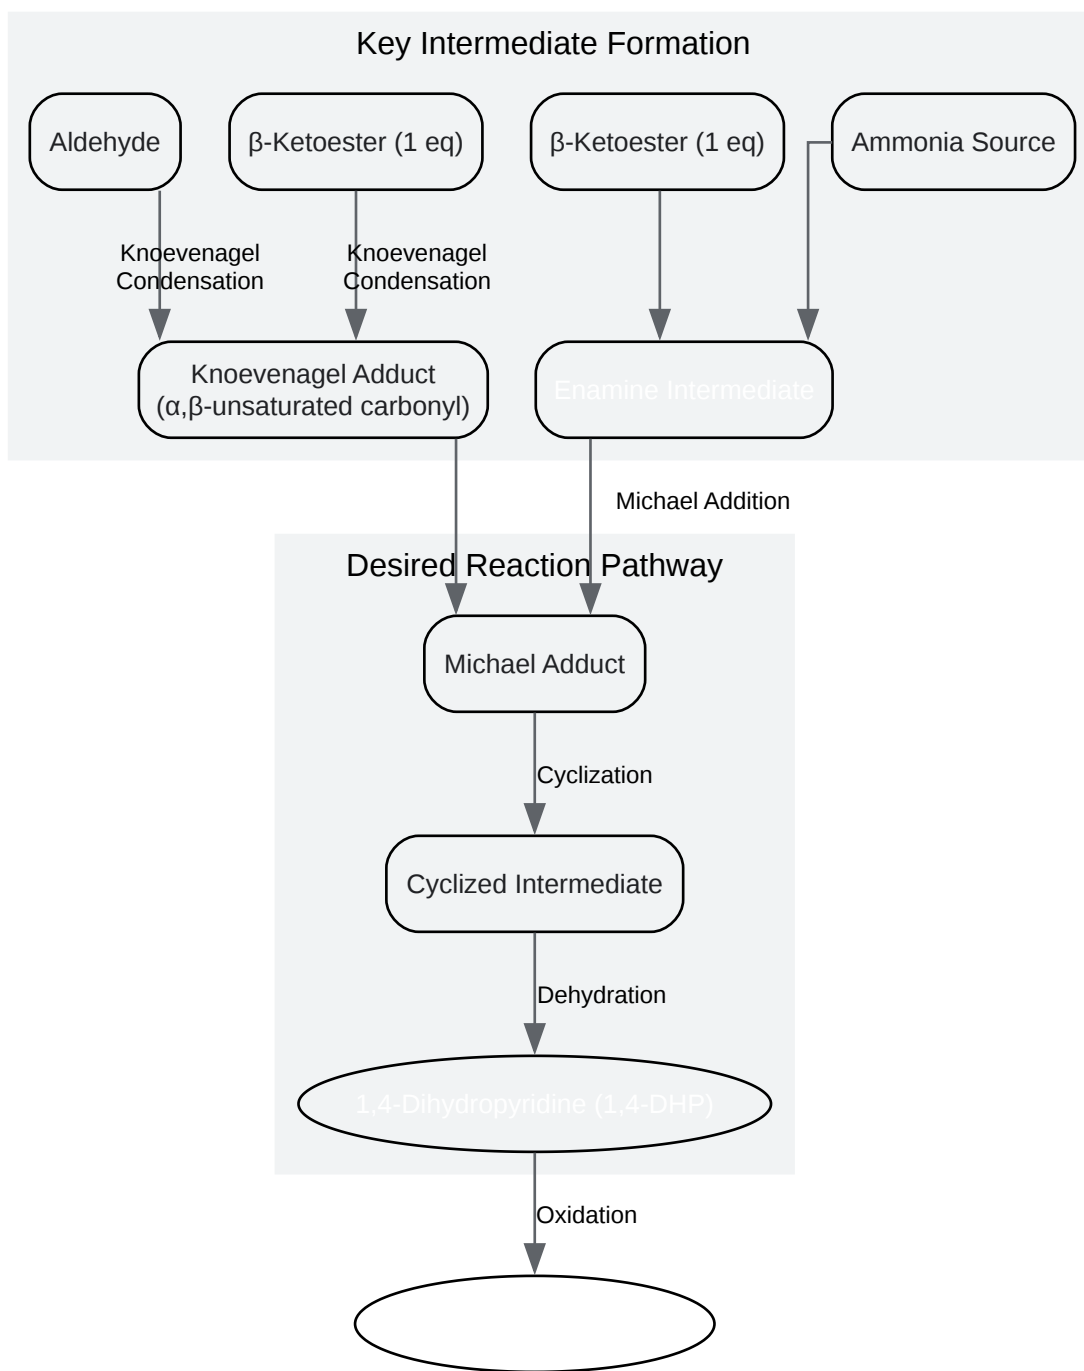 Key Intermediate Formation
Aldehyde
β-Ketoester (1 eq)
β-Ketoester (1 eq)
Ammonia Source
Knoevenagel
Condensation
Knoevenagel
Condensation
Knoevenagel Adduct
(α,β-unsaturated carbonyl)
Enamine Intermediate
Michael Addition
Desired Reaction Pathway
Michael Adduct
Cyclization
Cyclized Intermediate
Dehydration
1,4-Dihydropyridine (1,4-DHP)
Oxidation